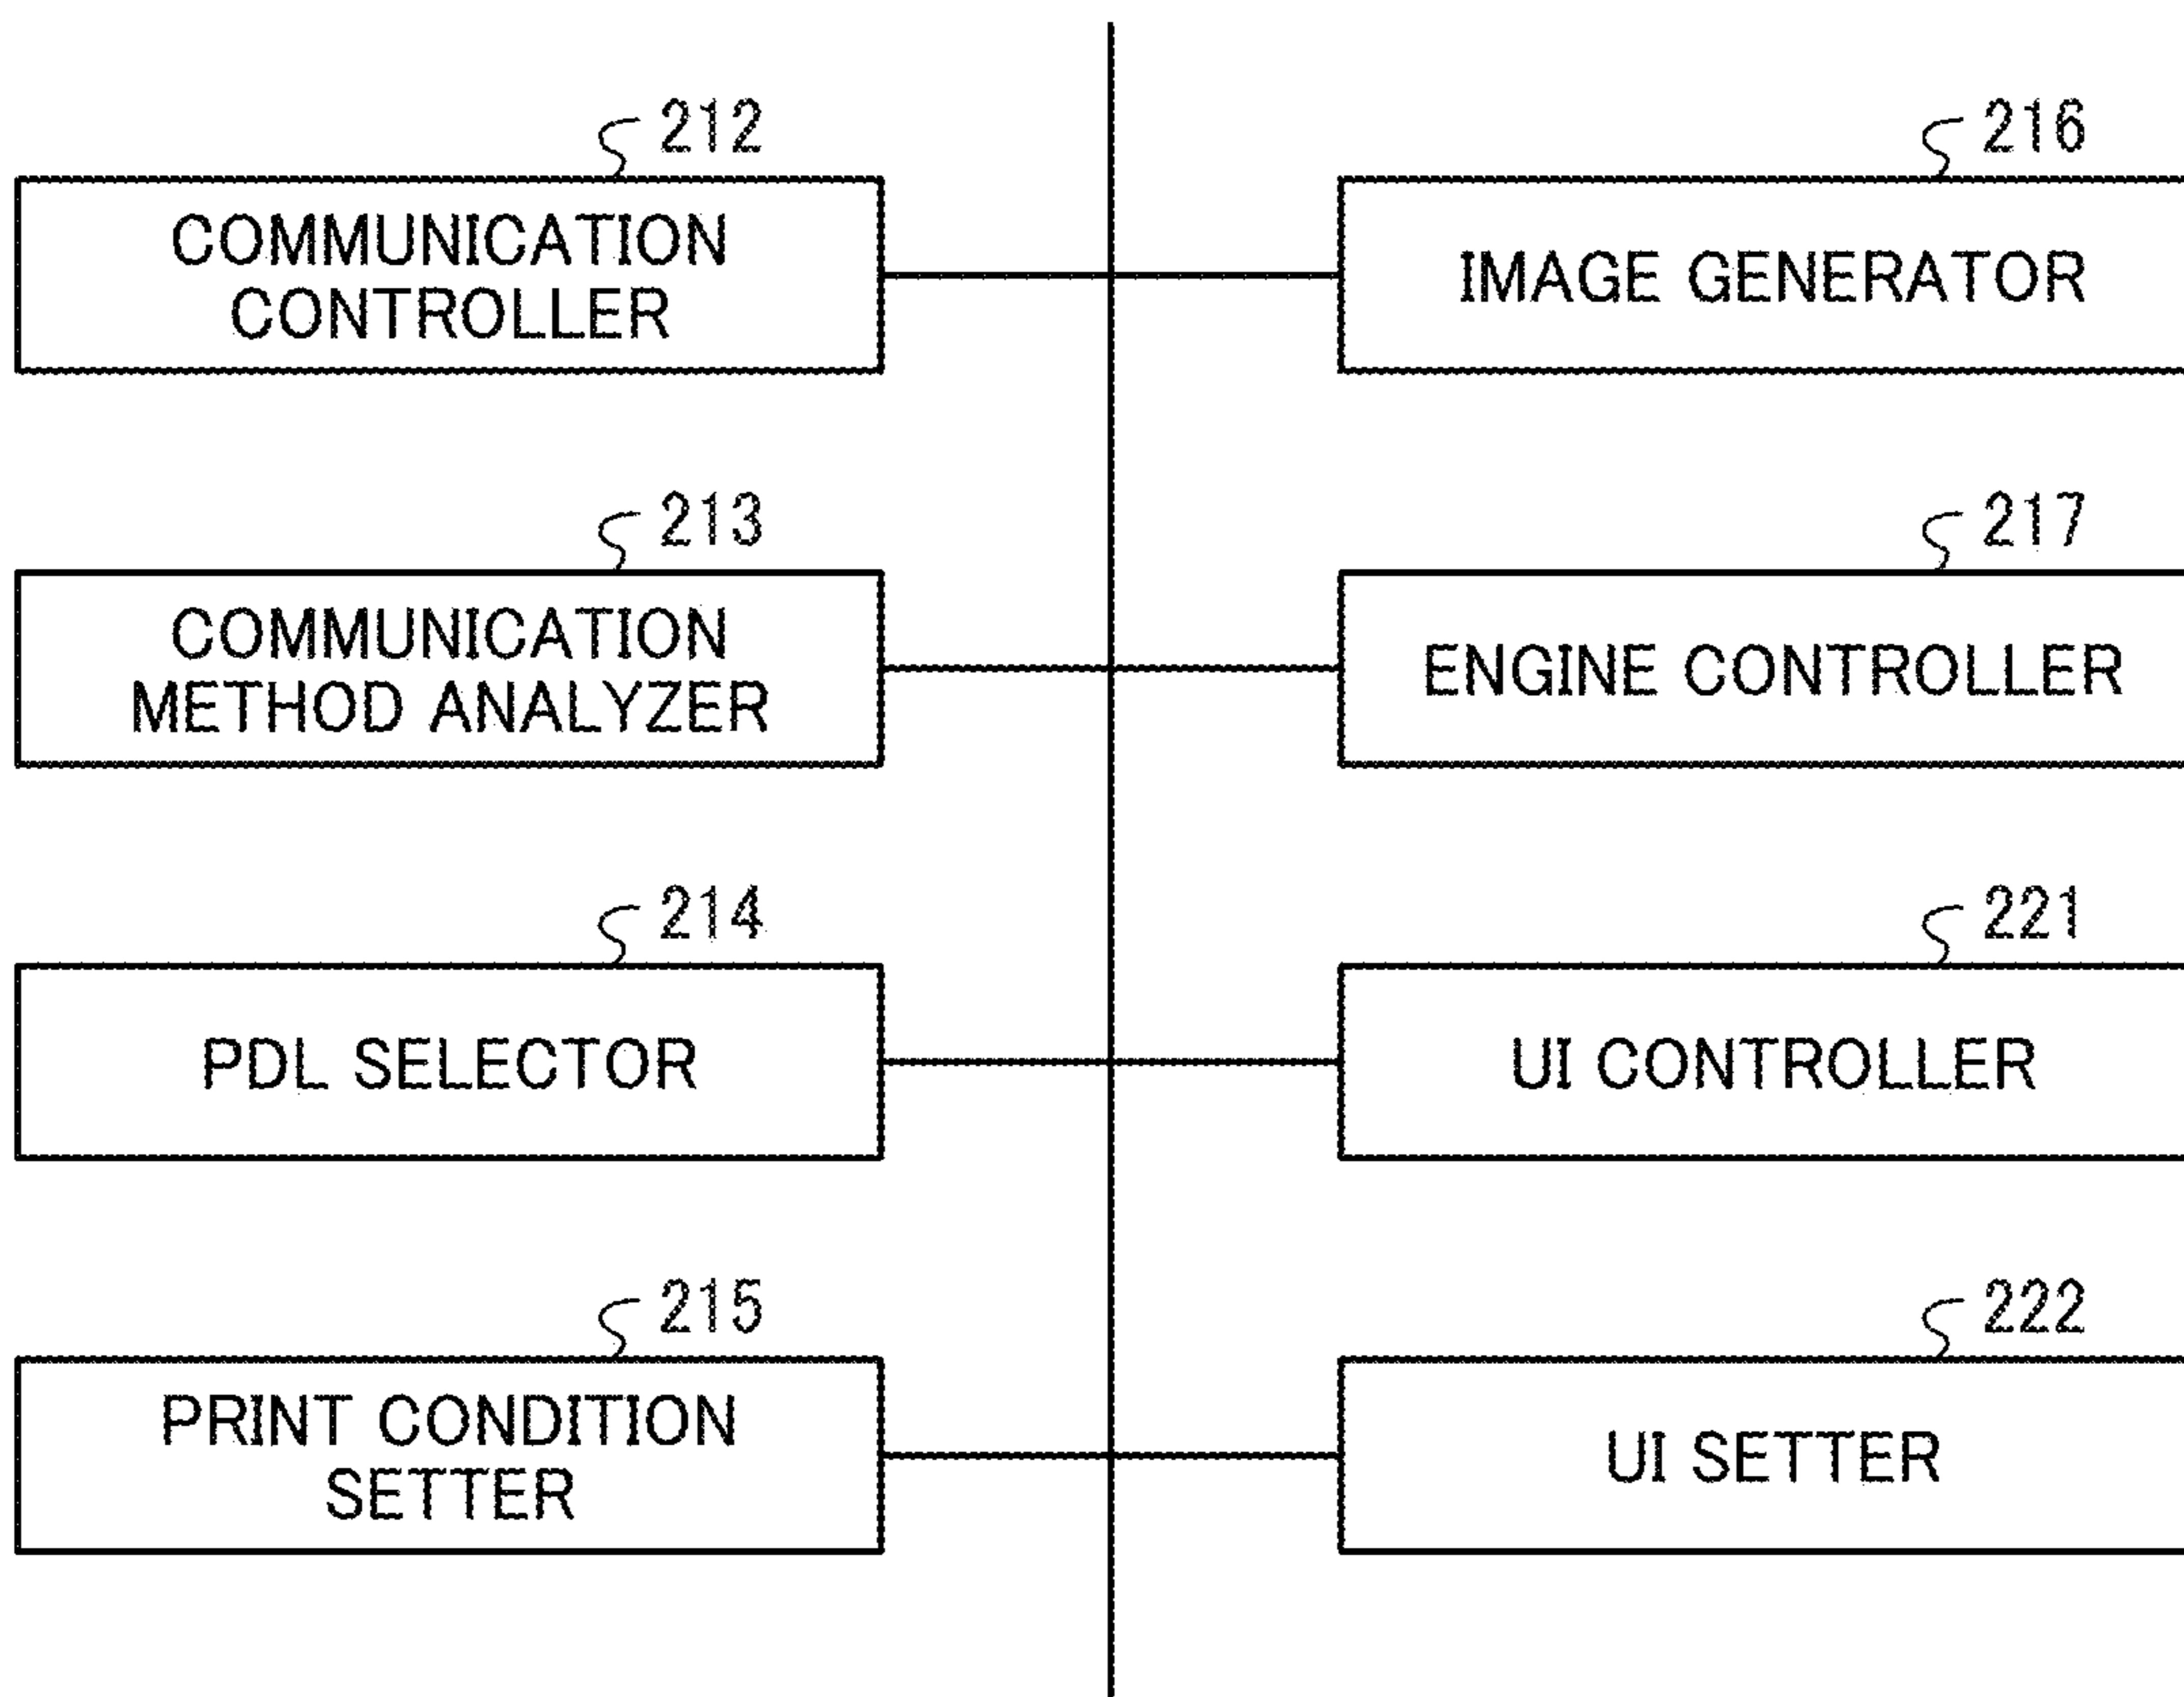 212
COMMUNICATION
CONTROLLER
213
COMMUNICATION
METHOD ANALYZER
214
PDL SELECTOR
215
PRINT CONDITION
SETTER
216
IMAGE GENERATOR
217
ENGINE CONTROLLER
221
UI CONTROLLER
222
UI SETTER